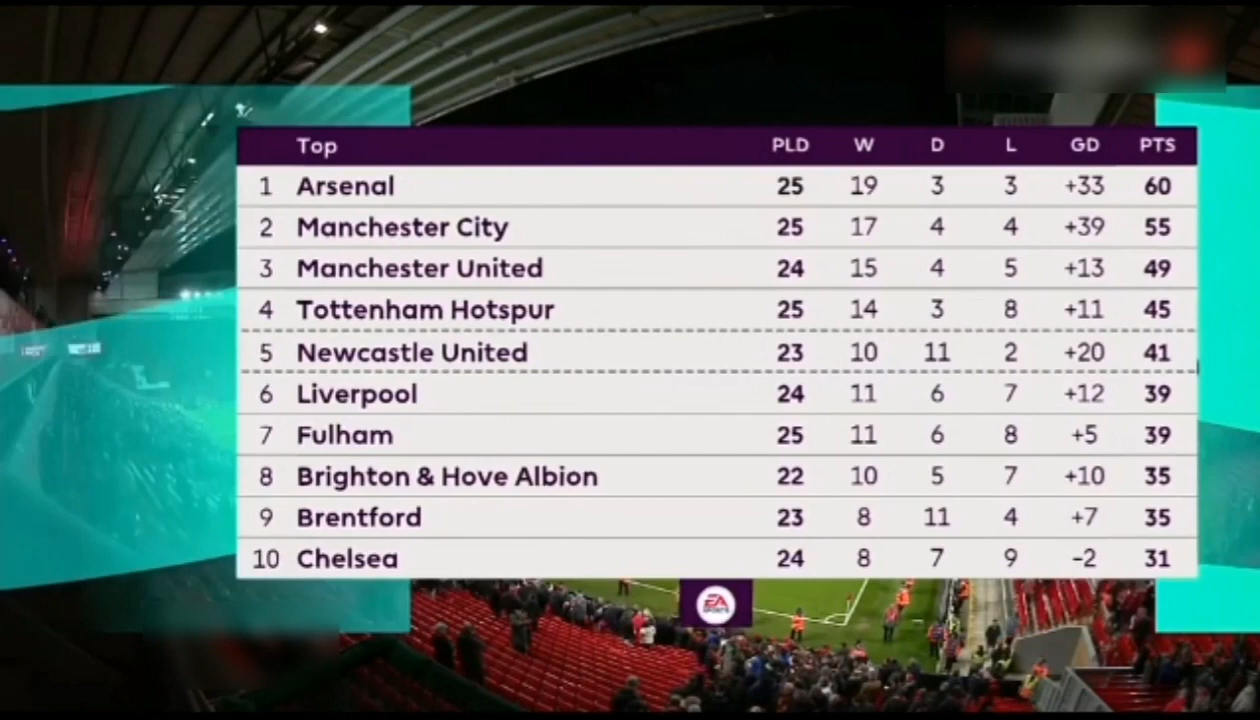 Top PLD W D L GD PTS
1 Arsenal 25 19 3 3 +33 60
2 Manchester City 25 17 4 4 +39 55
3 Manchester United 24 15 4 5 +13 49
4 Tottenham Hotspur 25 14 3 8 +11 45
5 Newcastle United 23 10 11 2 +20 41
6 Liverpool 24 11 6 7 +12 39
7 Fulham 25 11 6 8 +5 39
8 Brighton & Hove Albion 22 10 5 7 +10 35
9 Brentford 23 8 11 4 +7 35
10 Chelsea 24 8 7 9 -2 31
EA
SPORTS